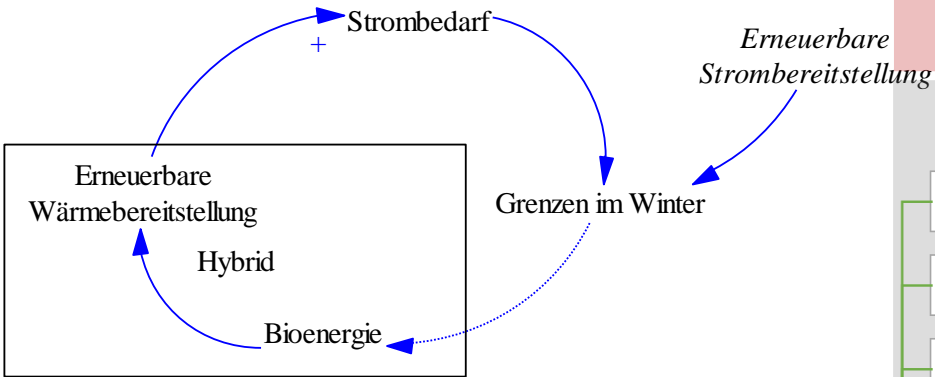 Strombedarf
+
Erneuerbare
Strombereitstellung
Erneuerbare
Wärmebereitstellung
Grenzen im Winter
Hybrid
Bioenergie